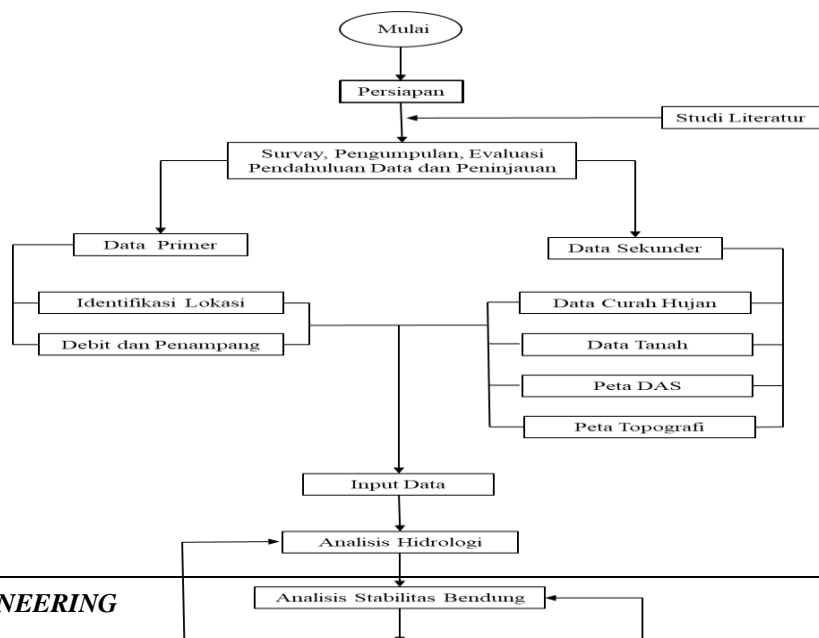 Mulai
Persiapan
Studi Literatur
Survay, Pengumpulan, Evaluasi
Pendahuluan Data dan Peninjauan
Data Primer
Data Sekunder
Identifikasi Lokasi
Data Curah Hujan
Debit dan Penampang
Data Tanah
Peta DAS
Peta Topografi
Input Data
Analisis Hidrologi
NEERING
Analisis Stabilitas Bendung